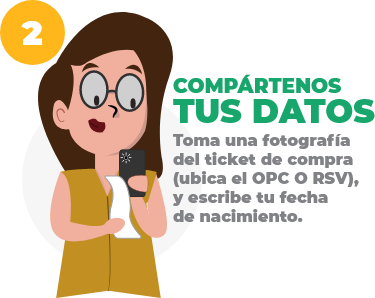 2
COMPÁRTENOS
TUS DATOS
Toma una fotografía
del ticket de compra
(ubica el OPC O RSV),
y escribe tu fecha
de nacimiento.